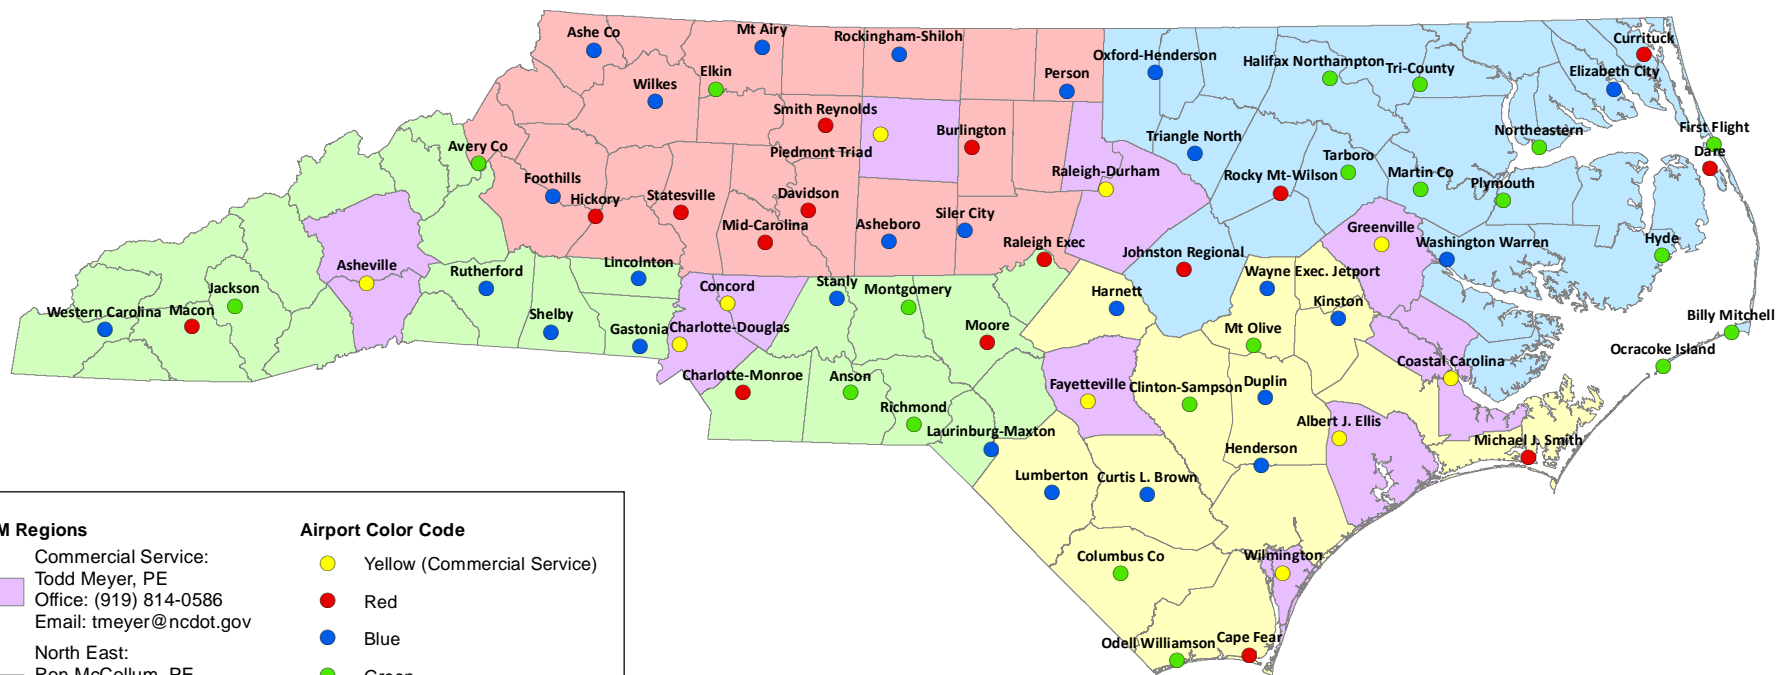 Ashe Co
Mt Airy
Rockingham-Shiloh
Currituck
Oxford-Henderson
Halifax Northampton
Tri-County
Elkin
Person
Elizabeth City
Wilkes
Smith Reynolds
Burlington
Northeastern
First Flight
Triangle North
Avery Co
Piedmont Triad
Dare
Tarboro
Raleigh-Durham
Martin Co
Foothills
Rocky Mt-Wilson
Plymouth
Hickory
Statesville
Davidson
Siler City
Mid-Carolina
Asheboro
Greenville
Raleigh Exec
Washington Warren
Hyde
Johnston Regional
Asheville
Rutherford
Lincolnton
Wayne Exec. Jetport
Stanly
Concord
Montgomery
Harnett
Jackson
Kinston
Western Carolina
Macon
Shelby
Billy Mitchell
Gastonia
Charlotte-Douglas
Moore
Mt Olive
Ocracoke Island
Coastal Carolina
Charlotte-Monroe
Anson
Fayetteville
Clinton-Sampson
Duplin
Richmond
Albert J. Ellis
Laurinburg-Maxton
Michael J. Smith
Henderson
Lumberton
Curtis L. Brown
Columbus Co
Wilmington
Odell Williamson
Cape Fear
M Regions
Commercial Service:
Todd Meyer, PE
Office: (919) 814-0586
Email: tmeyer@ncdot.gov
North East:
Ron McCollum, PE
Airport Color Code
Yellow (Commercial Service)
Red
Blue
Green